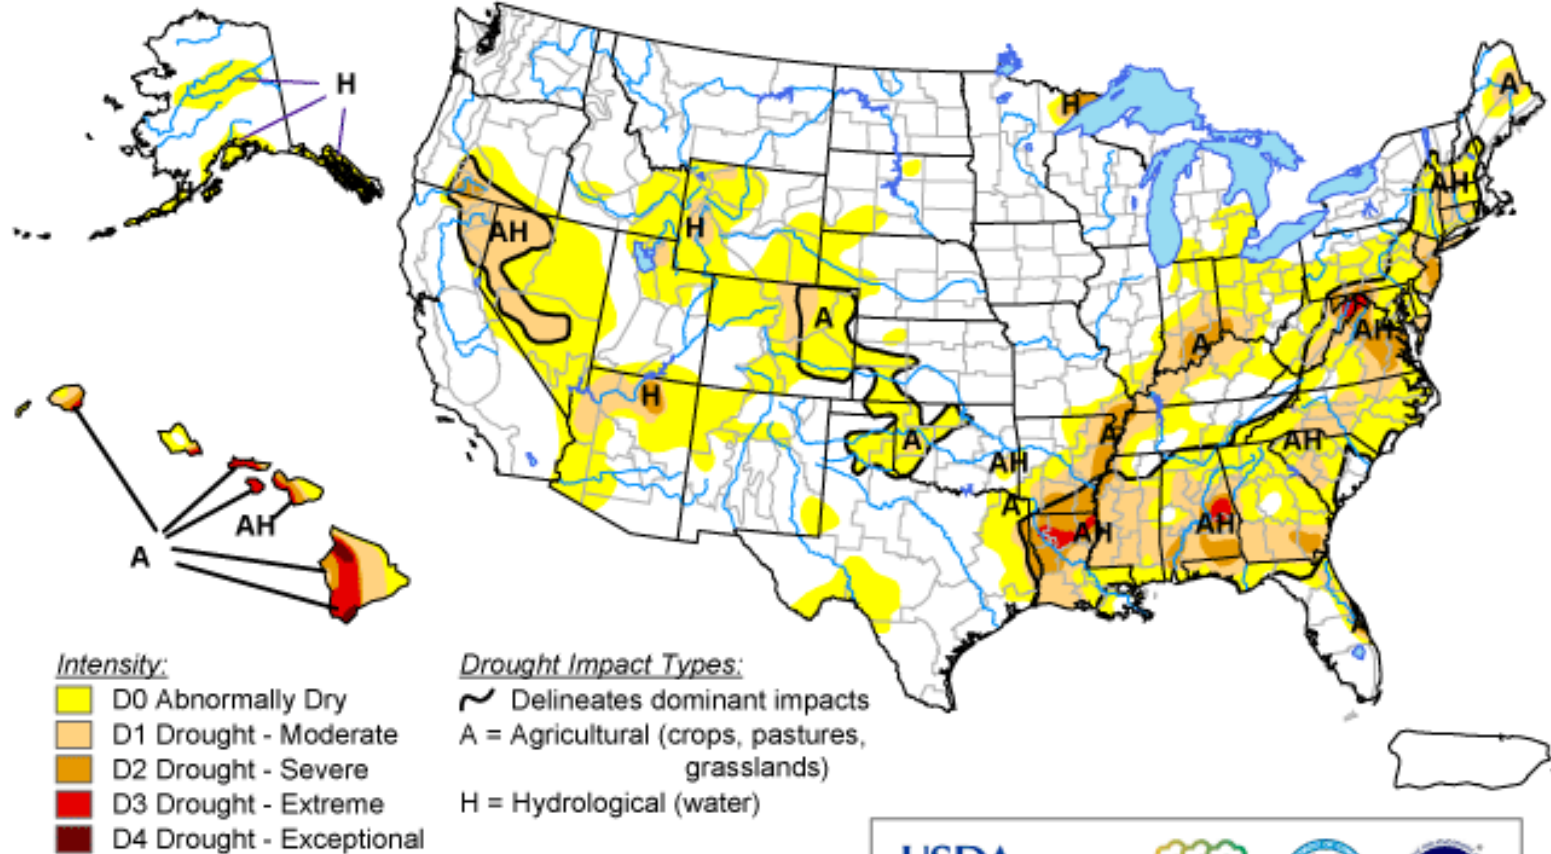 H
A
H
AH
AH
H
H
AH
A
A
H
A
A
AH
AH
A
AH
AH
A
AH
A
Intensity:
D0 Abnormally Dry
D1 Drought - Moderate
D2 Drought - Severe
D3 Drought - Extreme
D4 Drought - Exceptional
Drought Impact Types:
Delineates dominant impacts
A = Agricultural (crops, pastures,
grasslands)
H = Hydrological (water)
USDA